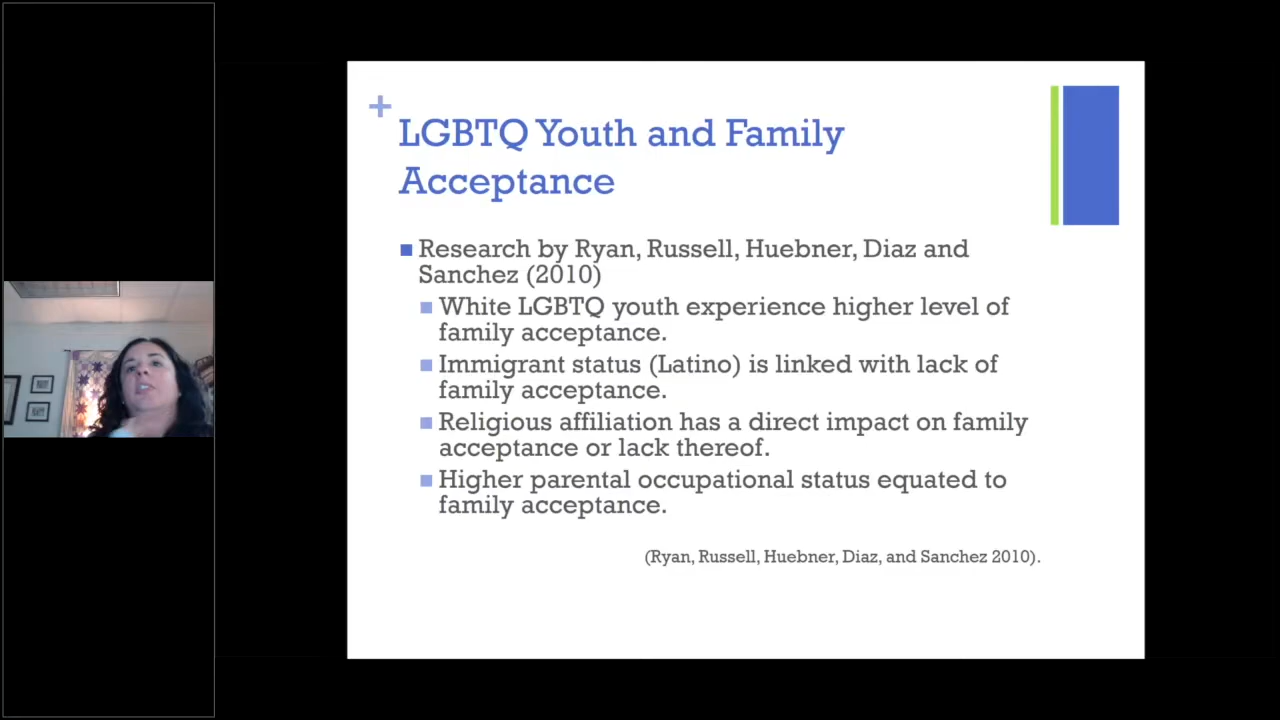 +
LGBTQ Youth and Family
Acceptance
Research by Ryan, Russell, Huebner, Diaz and
Sanchez (2010)
White LGBTQ youth experience higher level of
family acceptance.
Immigrant status (Latino) is linked with lack of
family acceptance.
Religious affiliation has a direct impact on family
acceptance or lack thereof.
Higher parental occupational status equated to
family acceptance.
(Ryan, Russell, Huebner, Diaz, and Sanchez 2010).